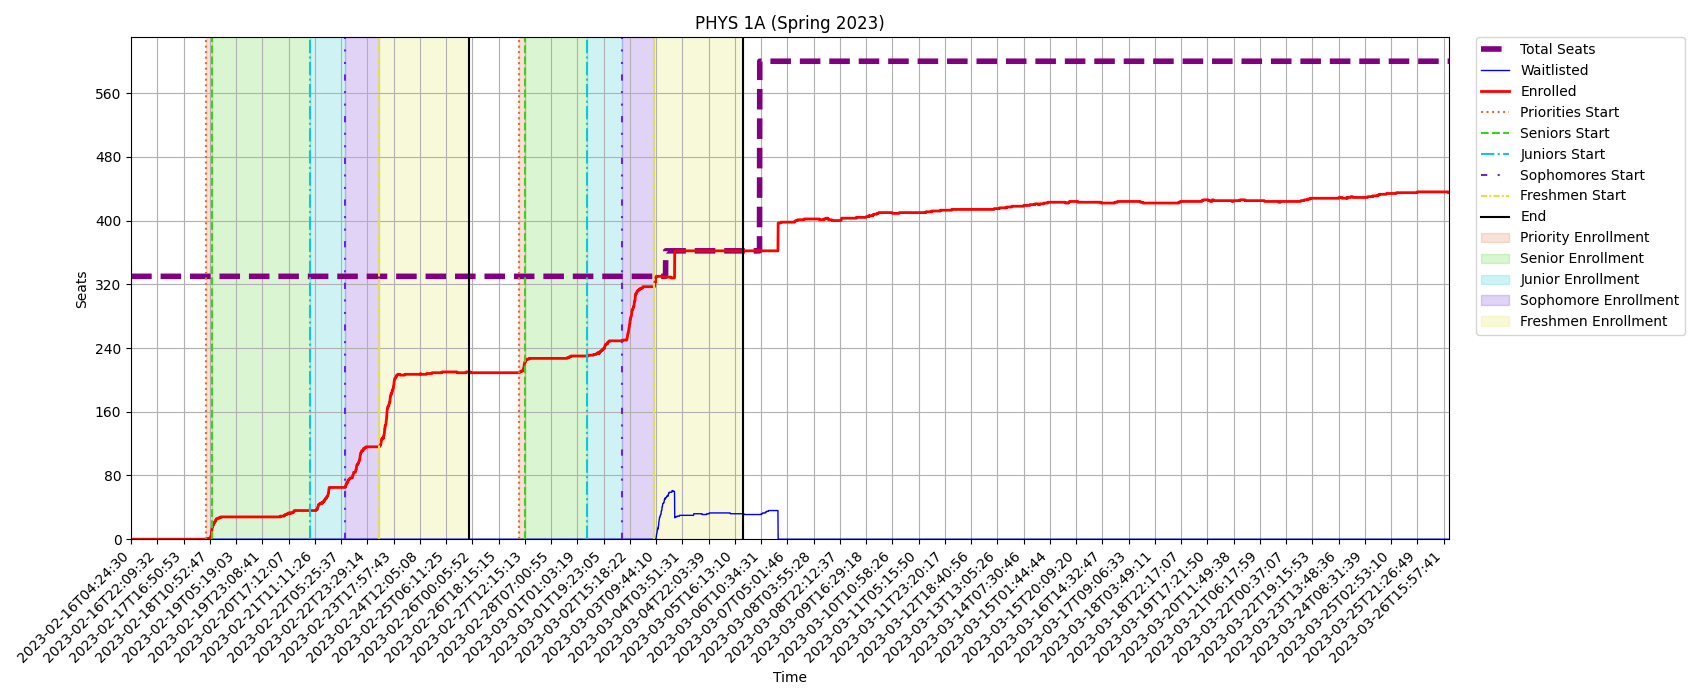 PHYS 1A (Spring 2023)
Seats
560
480
400
320
240
160
80
0
2023-02-16T04:24:30
2023-02-16T22:09:32
2023-02-17T16:50:53
2023-02-18T10:52:47
2023-02-19T05:19:03
2023-02-19T23:08:41
2023-02-20T17:12:07
2023-02-21T11:11:26
2023-02-22T05:25:37
2023-02-22T23:29:14
2023-02-23T17:57:43
2023-02-24T12:05:08
2023-02-25T06:11:25
2023-02-26T00:05:52
2023-02-26T18:15:15
2023-02-27T12:15:13
2023-02-28T07:00:55
2023-03-01T01:03:19
2023-03-01T19:23:05
2023-03-02T15:18:22
2023-03-03T09:44:10
2023-03-04T03:51:31
2023-03-04T22:03:39
2023-03-05T16:13:10
2023-03-06T10:34:31
2023-03-07T05:01:46
2023-03-08T03:55:28
2023-03-08T22:12:37
2023-03-09T16:29:18
2023-03-10T10:58:26
2023-03-11T05:15:50
2023-03-11T23:20:17
2023-03-12T18:40:56
2023-03-13T13:05:26
2023-03-14T07:30:46
2023-03-15T01:44:44
2023-03-15T20:09:20
2023-03-16T14:32:47
2023-03-17T09:06:33
2023-03-18T03:49:11
2023-03-18T22:17:07
2023-03-19T17:21:50
2023-03-20T11:49:38
2023-03-21T06:17:59
2023-03-22T00:37:07
2023-03-22T19:15:53
2023-03-23T13:48:36
2023-03-24T08:31:39
2023-03-25T02:53:10
2023-03-25T21:26:49
2023-03-26T15:57:41
Time
Total Seats
Waitlisted
Enrolled
Priorities Start
Seniors Start
Juniors Start
Sophomores Start
Freshmen Start
End
Priority Enrollment
Senior Enrollment
Junior Enrollment
Sophomore Enrollment
Freshmen Enrollment